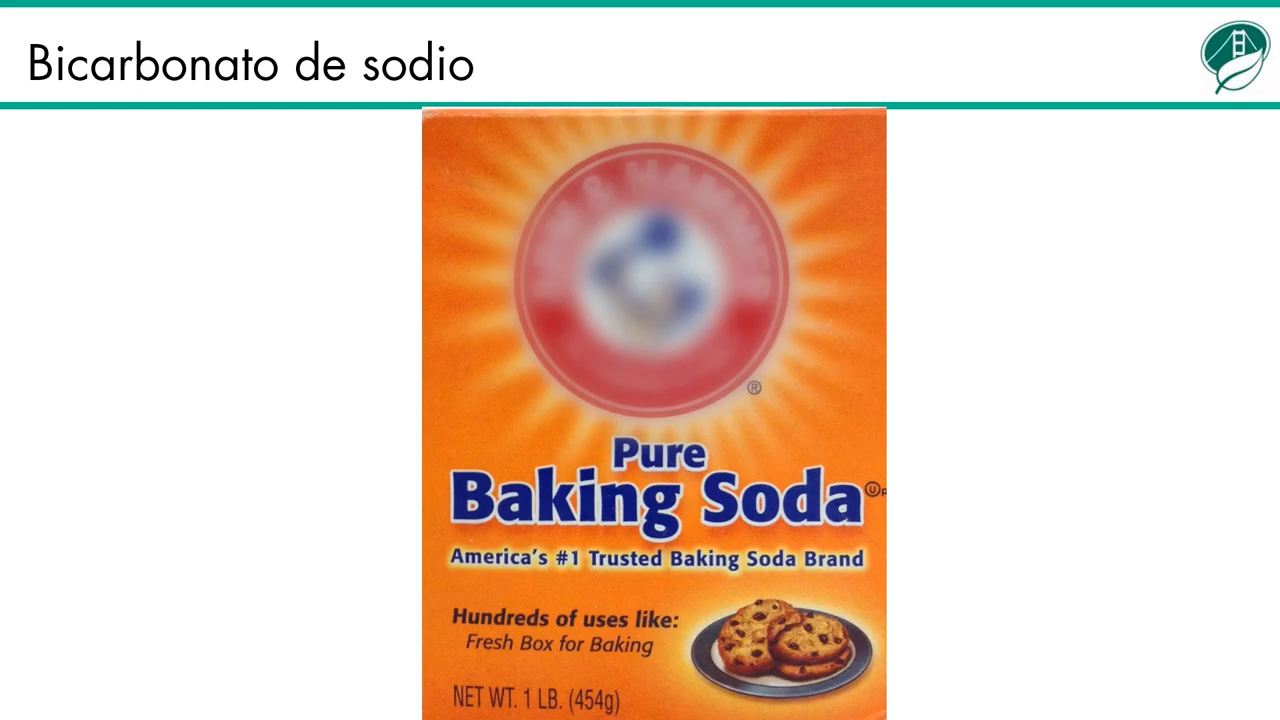 Bicarbonato de sodio
& HAMMER
®
Pure
Baking Soda
America's #1 Trusted Baking Soda Brand
Hundreds of uses like:
Fresh Box for Baking
NET WT. 1 LB. (454g)